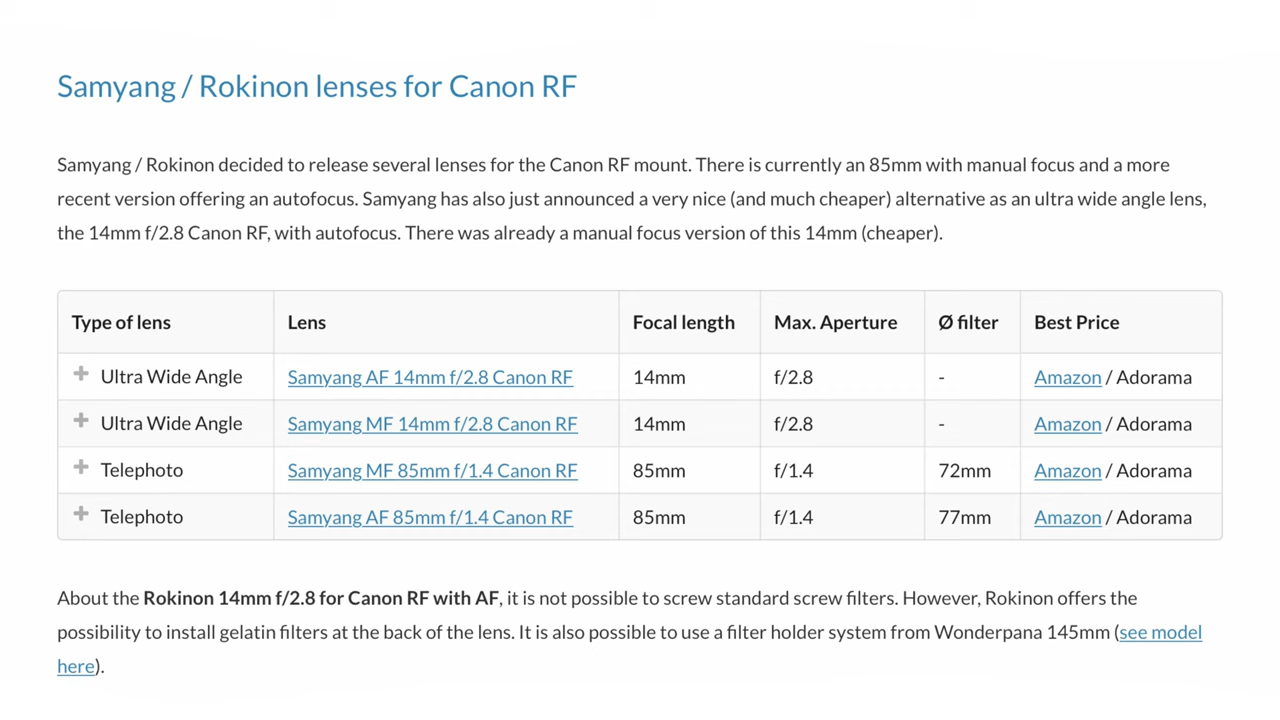 Samyang / Rokinon lenses for Canon RF
Samyang / Rokinon decided to release several lenses for the Canon RF mount. There is currently an 85mm with manual focus and a more
recent version offering an autofocus. Samyang has also just announced a very nice (and much cheaper) alternative as an ultra wide angle lens,
the 14mm f/2.8 Canon RF, with autofocus. There was already a manual focus version of this 14mm (cheaper).
Type of lens Lens Focal length Max. Aperture Ø filter Best Price
+ Ultra Wide Angle Samyang AF 14mm f/2.8 Canon RF 14mm f/2.8 - Amazon / Adorama
+ Ultra Wide Angle Samyang MF 14mm f/2.8 Canon RF 14mm f/2.8 - Amazon / Adorama
+ Telephoto Samyang MF 85mm f/1.4 Canon RF 85mm f/1.4 72mm Amazon / Adorama
+ Telephoto Samyang AF 85mm f/1.4 Canon RF 85mm f/1.4 77mm Amazon / Adorama
About the Rokinon 14mm f/2.8 for Canon RF with AF, it is not possible to screw standard screw filters. However, Rokinon offers the
possibility to install gelatin filters at the back of the lens. It is also possible to use a filter holder system from Wonderpana 145mm (see model
here).